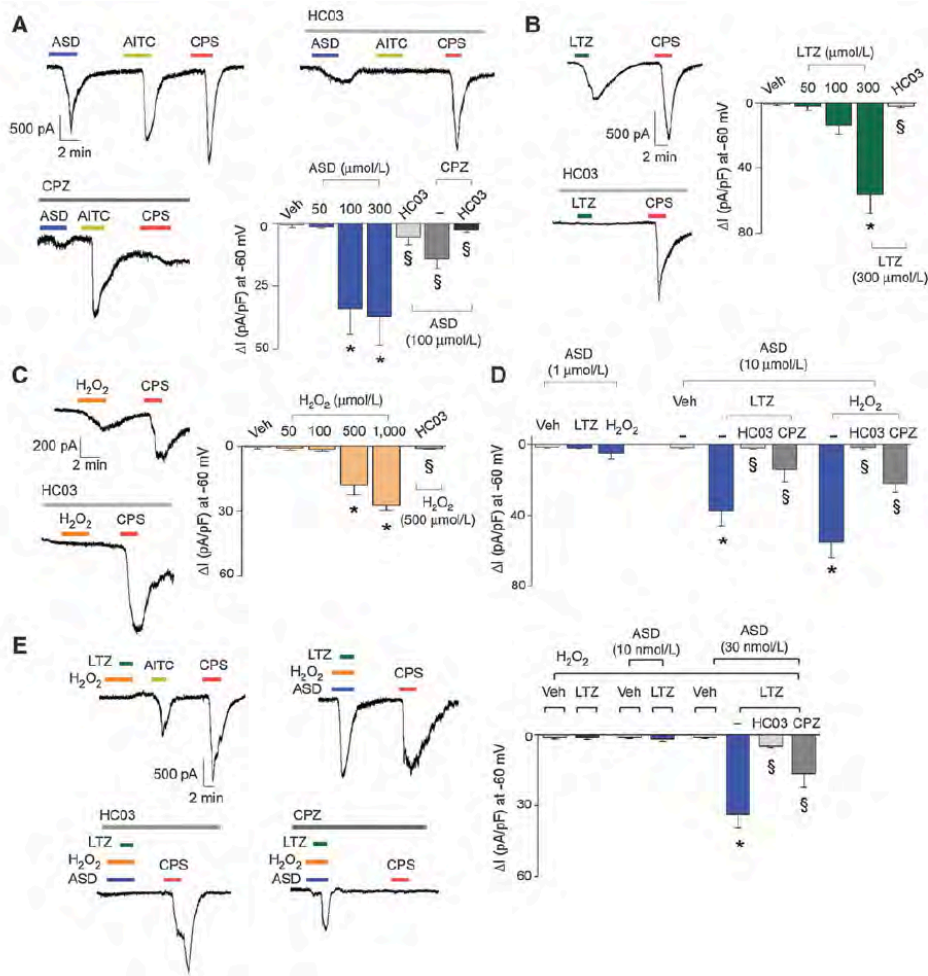 A
ASD AITC CPS
500 pA
2 min
HC03
ASD AITC CPS
CPZ
ASD AITC CPS
ASD (μmol/L)
CPZ
Veh 50 100 300 HC03 – HC03
0
25
50
ΔI (pA/pF) at -60 mV
§ § §
* *
ASD
(100 μmol/L)
B
LTZ CPS
500 pA
2 min
HC03
LTZ CPS
LTZ (μmol/L)
Veh 50 100 300 HC03
0
40
80
ΔI (pA/pF) at -60 mV
§
*
LTZ
(300 μmol/L)
C
H2O2 CPS
200 pA
2 min
HC03
H2O2 CPS
H2O2 (μmol/L)
Veh 50 100 500 1,000 HC03
0
30
60
ΔI (pA/pF) at -60 mV
§
* *
H2O2
(500 μmol/L)
D
ASD
(1 μmol/L)
Veh LTZ H2O2
ASD
(10 μmol/L)
Veh LTZ H2O2
– – HC03 CPZ – HC03 CPZ
0
40
80
ΔI (pA/pF) at -60 mV
* § § * § §
E
LTZ
H2O2
AITC CPS
500 pA
2 min
LTZ
H2O2
ASD
CPS
HC03
LTZ
H2O2
ASD
CPS
CPZ
LTZ
H2O2
ASD
CPS
H2O2
ASD
(10 nmol/L)
ASD
(30 nmol/L)
Veh LTZ Veh LTZ Veh LTZ
– HC03 CPZ
0
30
60
ΔI (pA/pF) at -60 mV
* § §